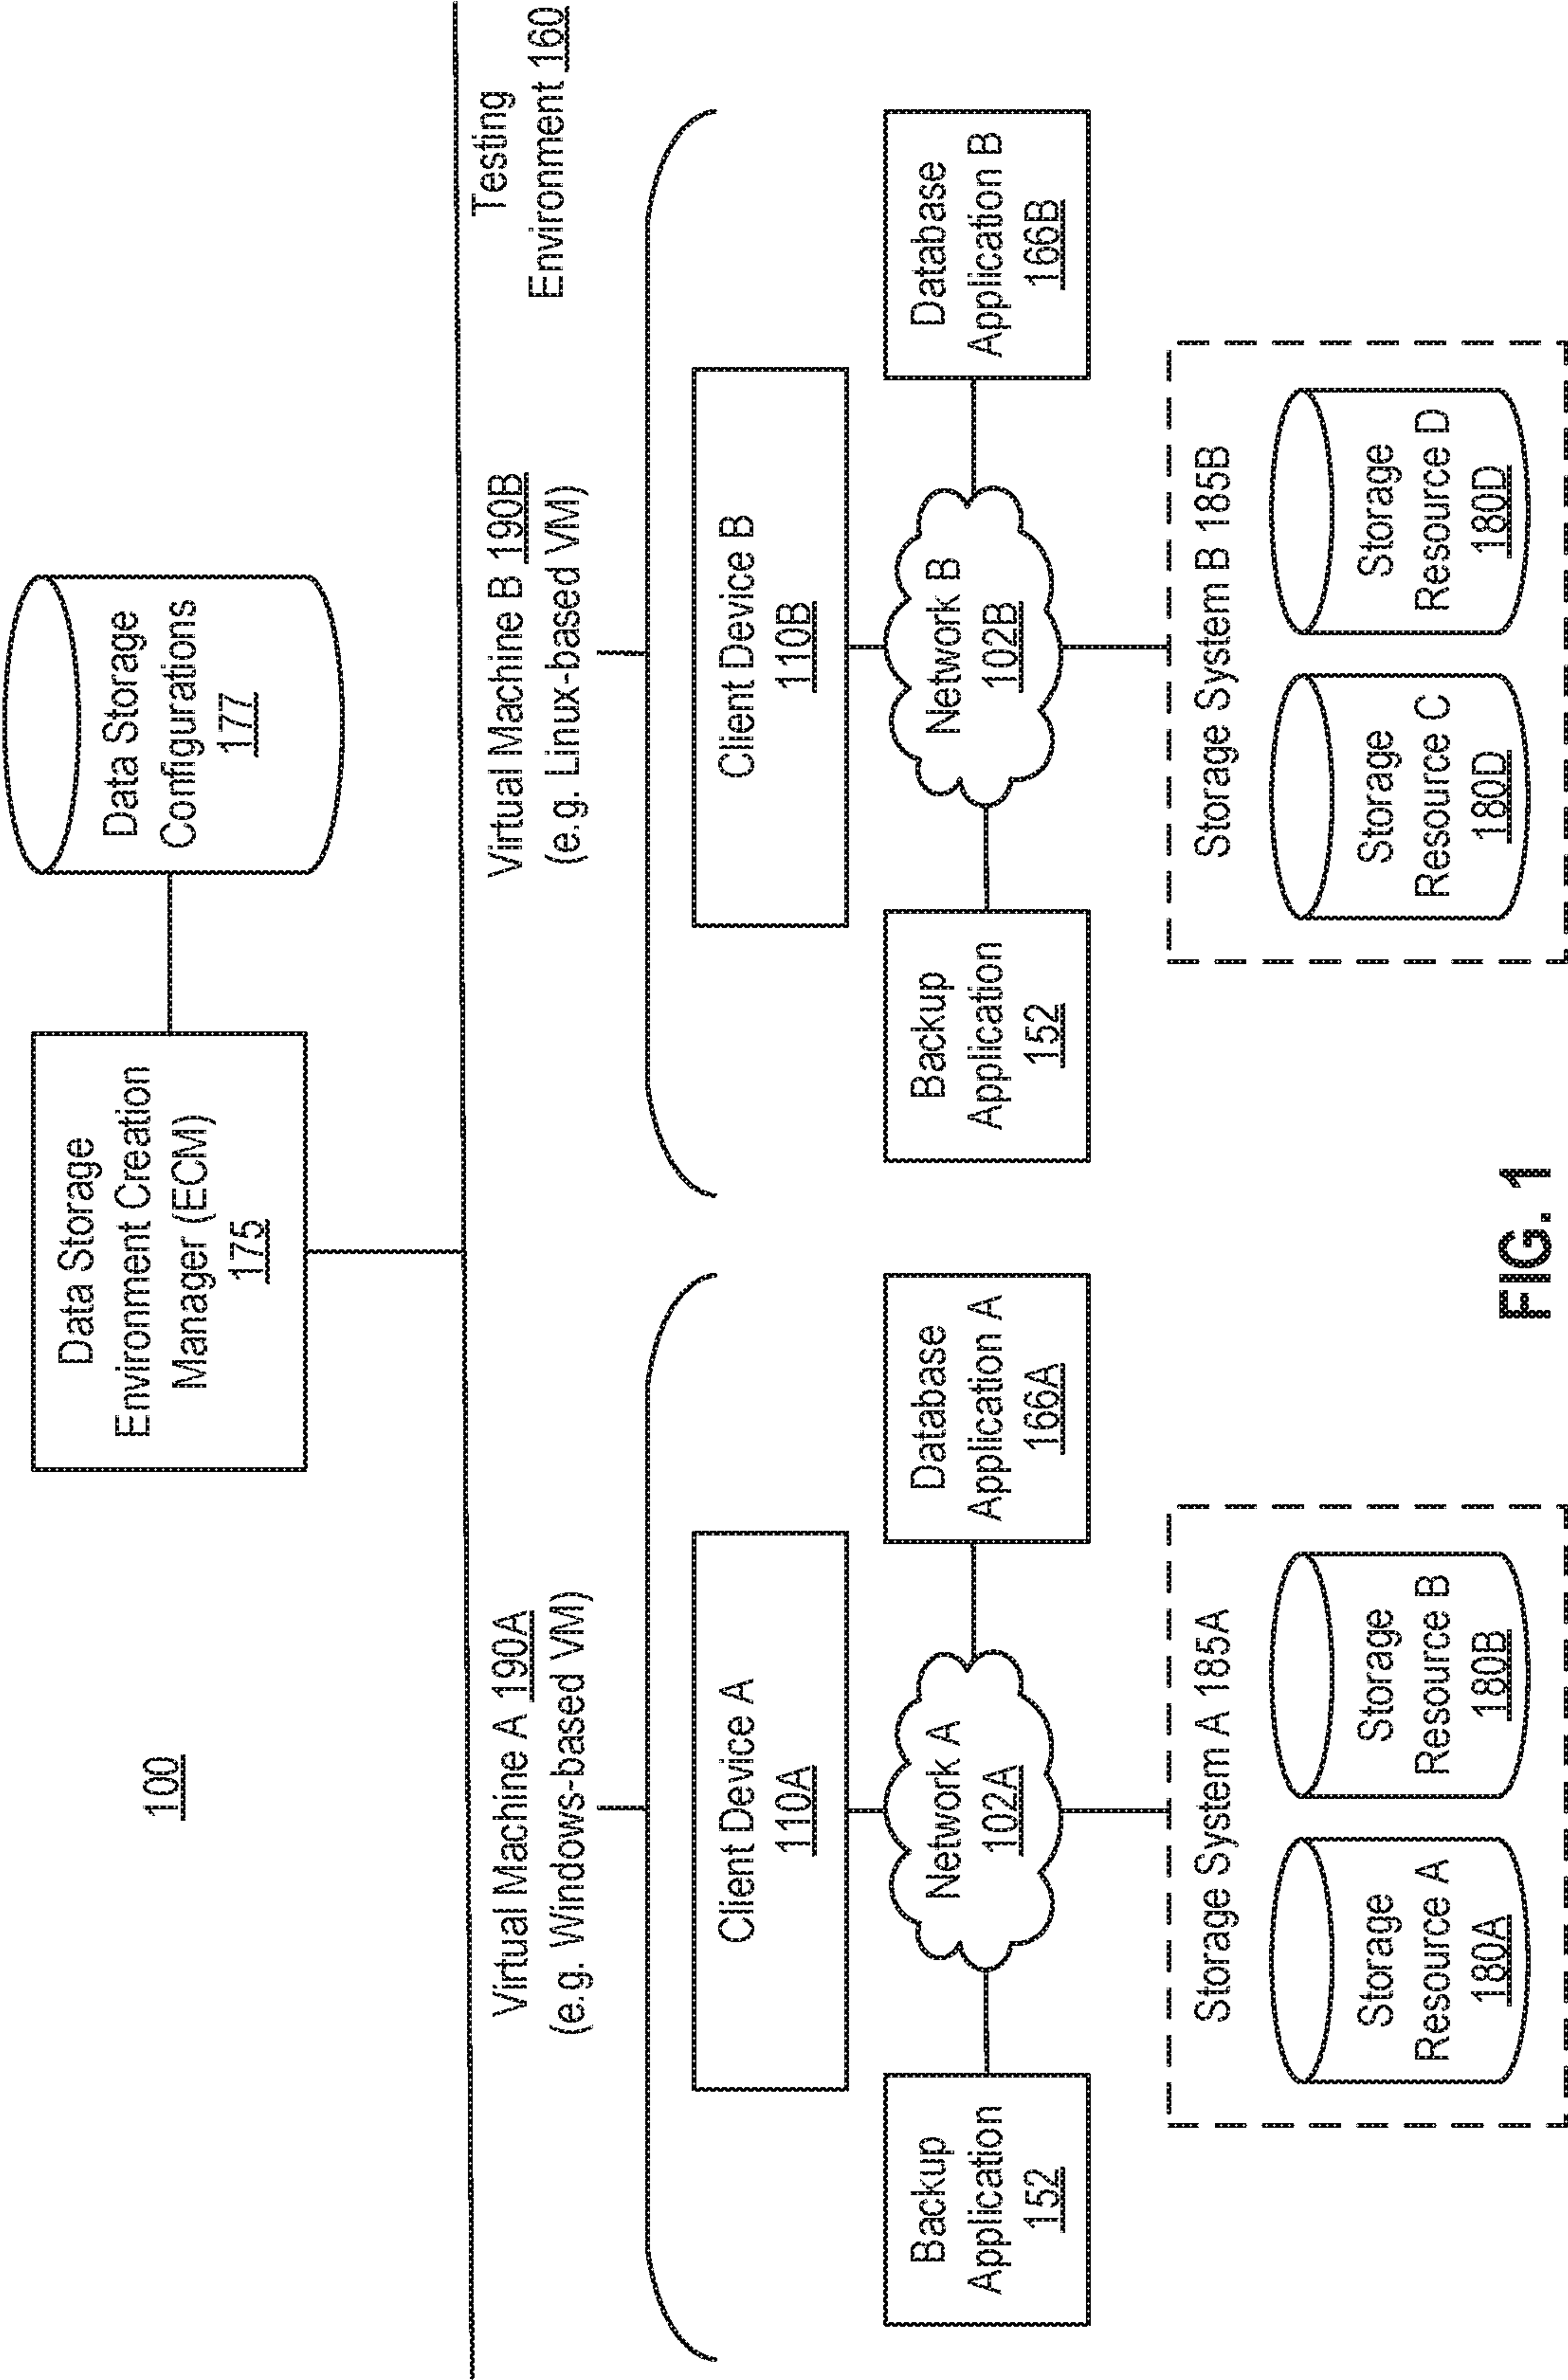 100
Data Storage
Environment Creation
Manager (ECM)
175
Data Storage
Configurations
177
Testing
Environment 160
Virtual Machine A 190A
(e.g. Windows-based VM)
Client Device A
110A
Backup
Application
152
Network A
102A
Database
Application A
166A
Storage System A 185A
Storage
Resource A
180A
Storage
Resource B
180B
Virtual Machine B 190B
(e.g. Linux-based VM)
Client Device B
110B
Backup
Application
152
Network B
102B
Database
Application B
166B
Storage System B 185B
Storage
Resource C
180D
Storage
Resource D
180D
FIG. 1